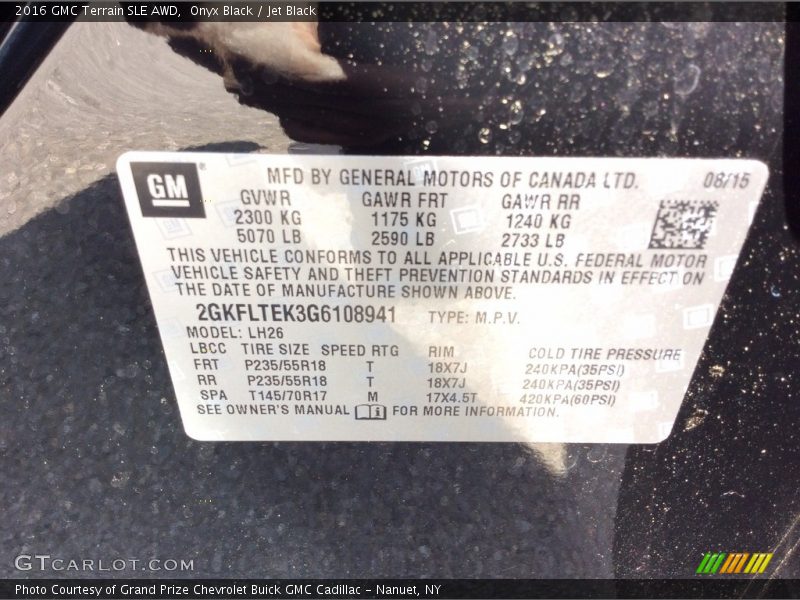 2016 GMC Terrain SLE AWD, Onyx Black / Jet Black
GM
MFD BY GENERAL MOTORS OF CANADA LTD. 08/15
GVWR GAWR FRT GAWR RR
2300 KG 1175 KG 1240 KG
5070 LB 2590 LB 2733 LB
THIS VEHICLE CONFORMS TO ALL APPLICABLE U.S. FEDERAL MOTOR
VEHICLE SAFETY AND THEFT PREVENTION STANDARDS IN EFFECT ON
THE DATE OF MANUFACTURE SHOWN ABOVE.
2GKFLTEK3G6108941 TYPE: M.P.V.
MODEL: LH26
LBCC TIRE SIZE SPEED RTG RIM COLD TIRE PRESSURE
FRT P235/55R18 T 18X7J 240KPA(35PSI)
RR P235/55R18 T 18X7J 240KPA(35PSI)
SPA T145/70R17 M 17X4.5T 420KPA(60PSI)
SEE OWNER'S MANUAL FOR MORE INFORMATION.
GTCARLOT.COM
Photo Courtesy of Grand Prize Chevrolet Buick GMC Cadillac - Nanuet, NY